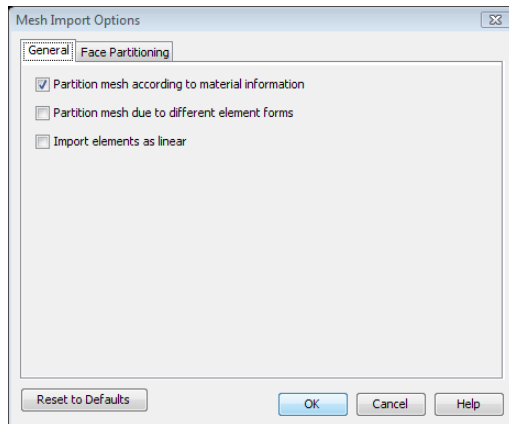 Mesh Import Options
General Face Partitioning
Partition mesh according to material information
Partition mesh due to different element forms
Import elements as linear
Reset to Defaults OK Cancel Help